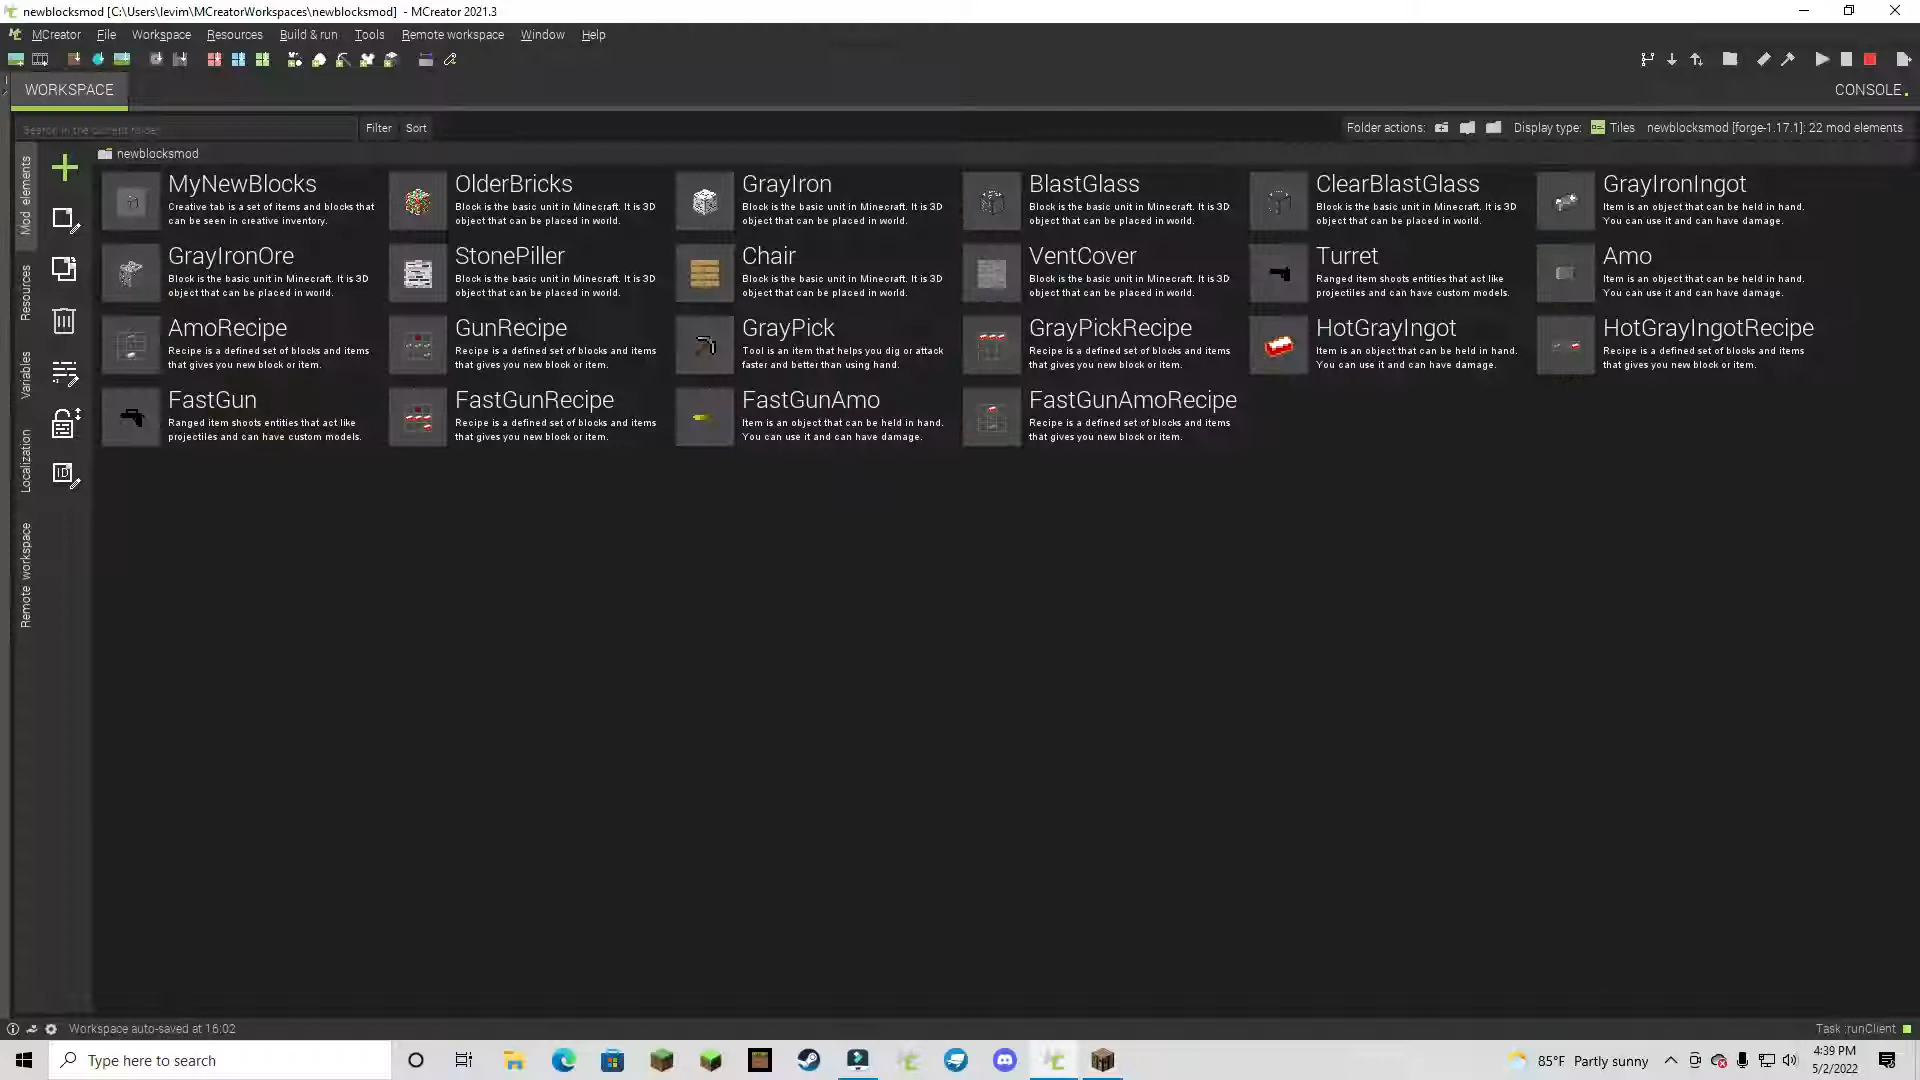 newblocksmod [C:\Users\levim\MCreatorWorkspaces\newblocksmod] - MCreator 2021.3
MCreator File Workspace Resources Build & run Tools Remote workspace Window Help
WORKSPACE
CONSOLE
Search in the current folder
Filter Sort
Folder actions: Display type: Tiles newblocksmod [forge-1.17.1]: 22 mod elements
newblocksmod
Mod elements
Resources
Variables
Localization
Remote workspace
MyNewBlocks
Creative tab is a set of items and blocks that
can be seen in creative inventory.
OlderBricks
Block is the basic unit in Minecraft. It is 3D
object that can be placed in world.
GrayIron
Block is the basic unit in Minecraft. It is 3D
object that can be placed in world.
BlastGlass
Block is the basic unit in Minecraft. It is 3D
object that can be placed in world.
ClearBlastGlass
Block is the basic unit in Minecraft. It is 3D
object that can be placed in world.
GrayIronIngot
Item is an object that can be held in hand.
You can use it and can have damage.
GrayIronOre
Block is the basic unit in Minecraft. It is 3D
object that can be placed in world.
StonePiller
Block is the basic unit in Minecraft. It is 3D
object that can be placed in world.
Chair
Block is the basic unit in Minecraft. It is 3D
object that can be placed in world.
VentCover
Block is the basic unit in Minecraft. It is 3D
object that can be placed in world.
Turret
Ranged item shoots entities that act like
projectiles and can have custom models.
Amo
Item is an object that can be held in hand.
You can use it and can have damage.
AmoRecipe
Recipe is a defined set of blocks and items
that gives you new block or item.
GunRecipe
Recipe is a defined set of blocks and items
that gives you new block or item.
GrayPick
Tool is an item that helps you dig or attack
faster and better than using hand.
GrayPickRecipe
Recipe is a defined set of blocks and items
that gives you new block or item.
HotGrayIngot
Item is an object that can be held in hand.
You can use it and can have damage.
HotGrayIngotRecipe
Recipe is a defined set of blocks and items
that gives you new block or item.
FastGun
Ranged item shoots entities that act like
projectiles and can have custom models.
FastGunRecipe
Recipe is a defined set of blocks and items
that gives you new block or item.
FastGunAmo
Item is an object that can be held in hand.
You can use it and can have damage.
FastGunAmoRecipe
Recipe is a defined set of blocks and items
that gives you new block or item.
ID
Workspace auto-saved at 16:02
Task :runClient
Type here to search
85°F Partly sunny
4:39 PM
5/2/2022